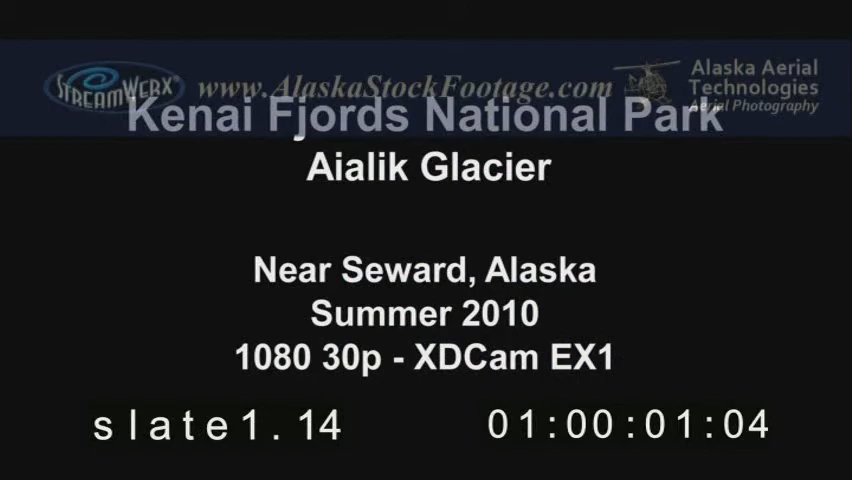 STREAMWERX® www.AlaskaStockFootage.com Alaska Aerial
Technologies
Aerial Photography
Kenai Fjords National Park
Aialik Glacier
Near Seward, Alaska
Summer 2010
1080 30p - XDCam EX1
slate1.14 01:00:01:04